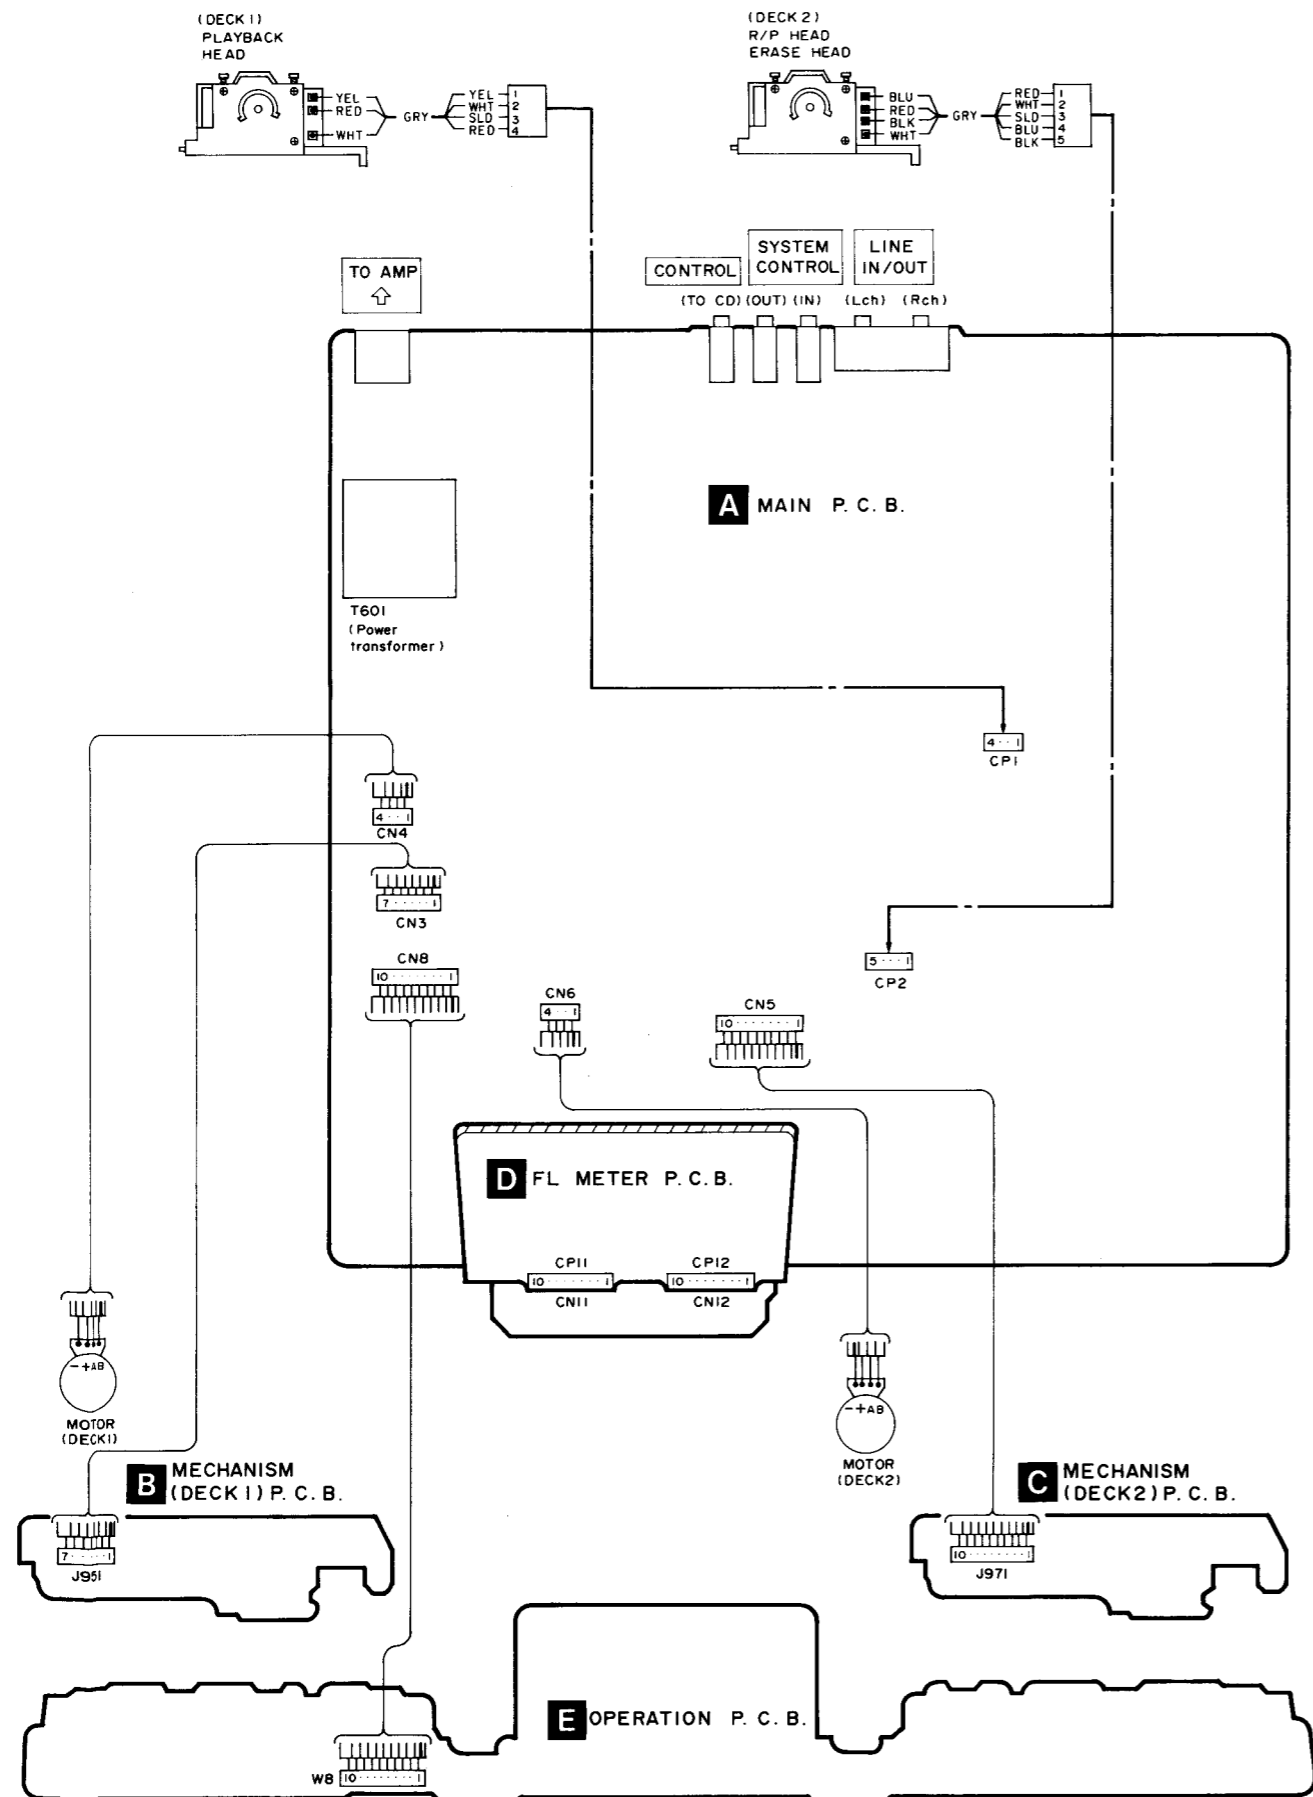 (DECK 1)
PLAYBACK
HEAD
YEL
RED
WHT
GRY
YEL 1
WHT 2
SLD 3
RED 4
(DECK 2)
R/P HEAD
ERASE HEAD
BLU
RED
BLK
WHT
GRY
RED 1
WHT 2
SLD 3
BLU 4
BLK 5
TO AMP
CONTROL
SYSTEM
CONTROL
LINE
IN/OUT
(TO CD) (OUT) (IN) (Lch) (Rch)
A MAIN P.C.B.
T601
(Power
transformer)
4··1
CP1
4··1
CN4
7·····1
CN3
CN8
10·······1
5···1
CP2
CN6
4··1
CN5
10·······1
D FL METER P.C.B.
CP11 CP12
10·······1 10·······1
CN11 CN12
-+AB
MOTOR
(DECK1)
-+AB
MOTOR
(DECK2)
B MECHANISM
(DECK 1) P.C.B.
7·····1
J951
C MECHANISM
(DECK2) P.C.B.
10·······1
J971
E OPERATION P.C.B.
W8 10·······1